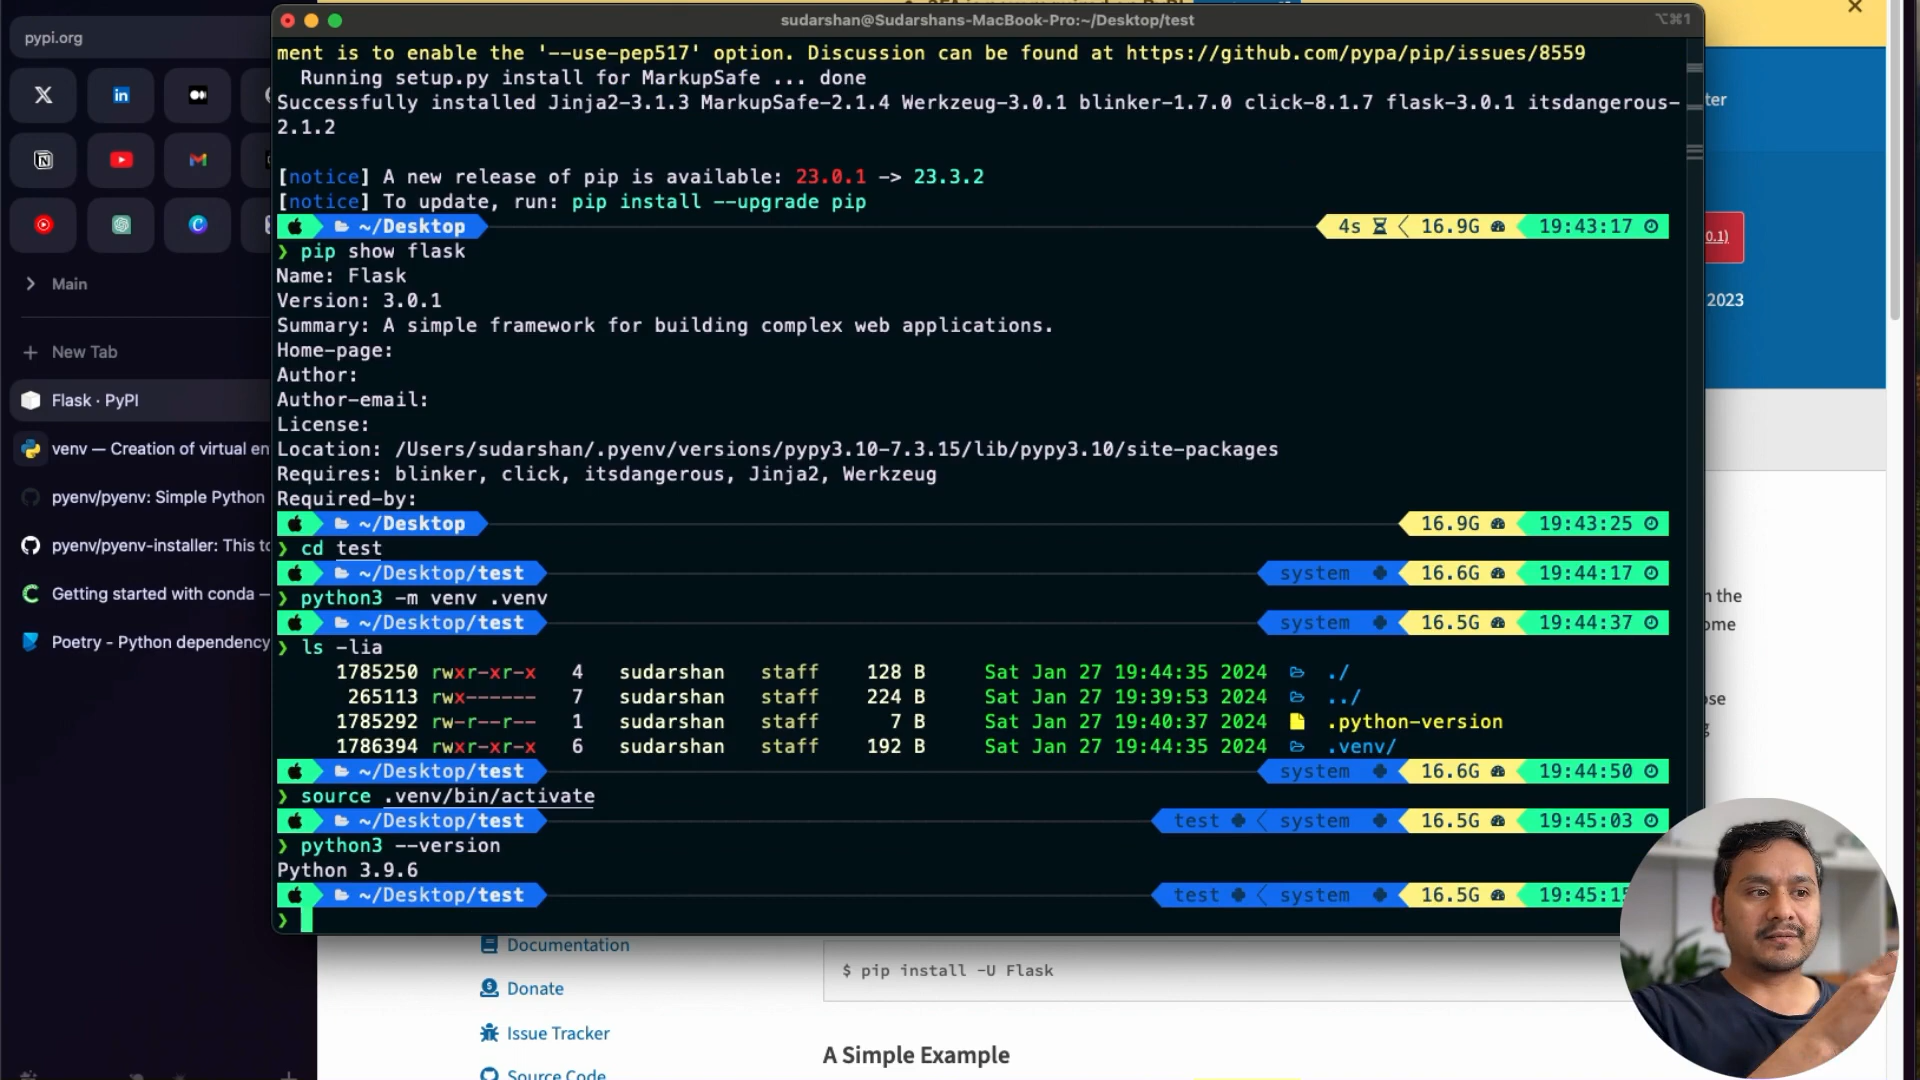 pypi.org
Main
New Tab
Flask · PyPI
venv — Creation of virtual en
pyenv/pyenv: Simple Python
pyenv/pyenv-installer: This to
Getting started with conda —
Poetry - Python dependency
sudarshan@Sudarshans-MacBook-Pro:~/Desktop/test
⌥⌘1
ment is to enable the '--use-pep517' option. Discussion can be found at https://github.com/pypa/pip/issues/8559
Running setup.py install for MarkupSafe ... done
Successfully installed Jinja2-3.1.3 MarkupSafe-2.1.4 Werkzeug-3.0.1 blinker-1.7.0 click-8.1.7 flask-3.0.1 itsdangerous-
2.1.2
[notice] A new release of pip is available: 23.0.1 -> 23.3.2
[notice] To update, run: pip install --upgrade pip
~/Desktop 4s 16.9G 19:43:17
❯ pip show flask
Name: Flask
Version: 3.0.1
Summary: A simple framework for building complex web applications.
Home-page:
Author:
Author-email:
License:
Location: /Users/sudarshan/.pyenv/versions/pypy3.10-7.3.15/lib/pypy3.10/site-packages
Requires: blinker, click, itsdangerous, Jinja2, Werkzeug
Required-by:
~/Desktop 16.9G 19:43:25
❯ cd test
~/Desktop/test system 16.6G 19:44:17
❯ python3 -m venv .venv
~/Desktop/test system 16.5G 19:44:37
❯ ls -lia
1785250 rwxr-xr-x 4 sudarshan staff 128 B Sat Jan 27 19:44:35 2024 ./
265113 rwx------ 7 sudarshan staff 224 B Sat Jan 27 19:39:53 2024 ../
1785292 rw-r--r-- 1 sudarshan staff 7 B Sat Jan 27 19:40:37 2024 .python-version
1786394 rwxr-xr-x 6 sudarshan staff 192 B Sat Jan 27 19:44:35 2024 .venv/
~/Desktop/test system 16.6G 19:44:50
❯ source .venv/bin/activate
~/Desktop/test test system 16.5G 19:45:03
❯ python3 --version
Python 3.9.6
~/Desktop/test test system 16.5G 19:45:15
❯
ter
0.1)
2023
n the
ome
ose
Documentation
Donate
Issue Tracker
Source Code
$ pip install -U Flask
A Simple Example